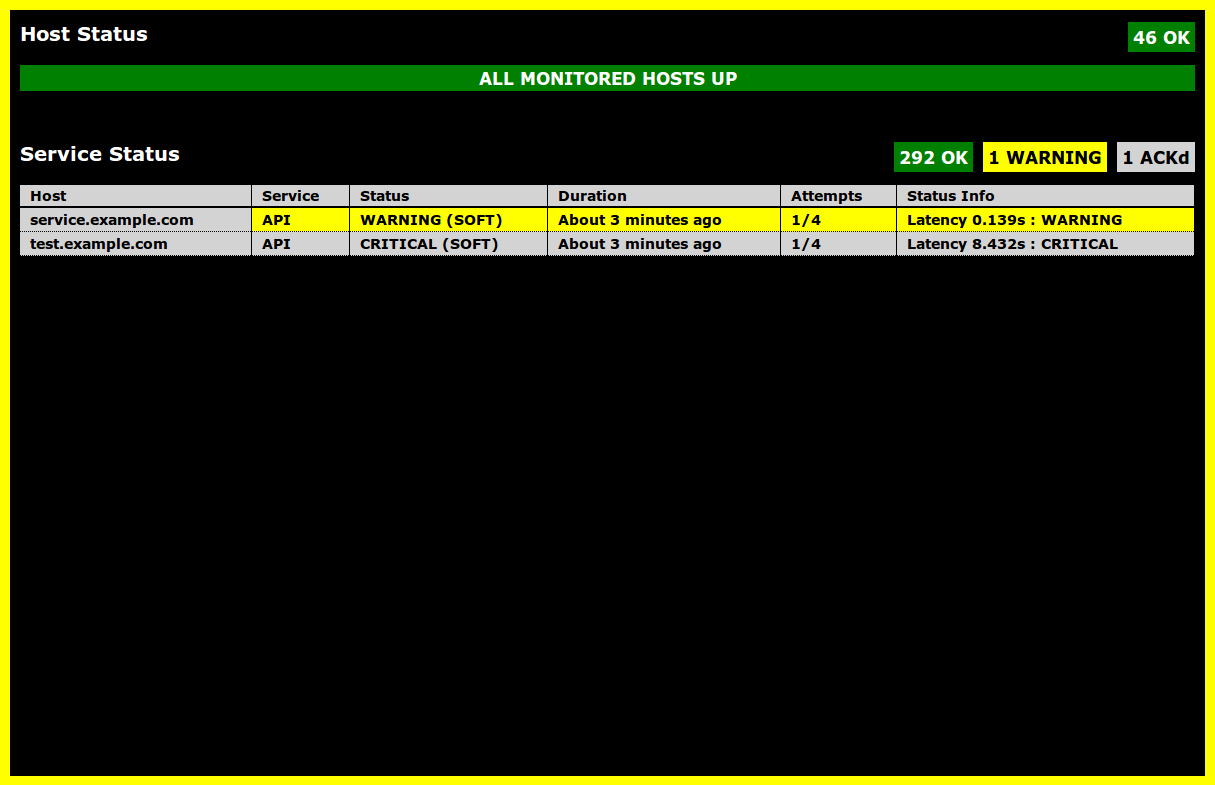 Host Status 46 OK
ALL MONITORED HOSTS UP
Service Status 292 OK 1 WARNING 1 ACKd
Host Service Status Duration Attempts Status Info
service.example.com API WARNING (SOFT) About 3 minutes ago 1/4 Latency 0.139s : WARNING
test.example.com API CRITICAL (SOFT) About 3 minutes ago 1/4 Latency 8.432s : CRITICAL